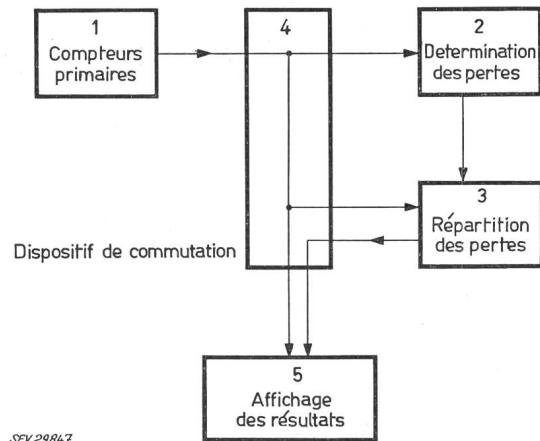 1
Compteurs
primaires
4
2
Determination
des pertes
3
Répartition
des pertes
Dispositif de commutation
5
Affichage
des résultats
SEV 29847